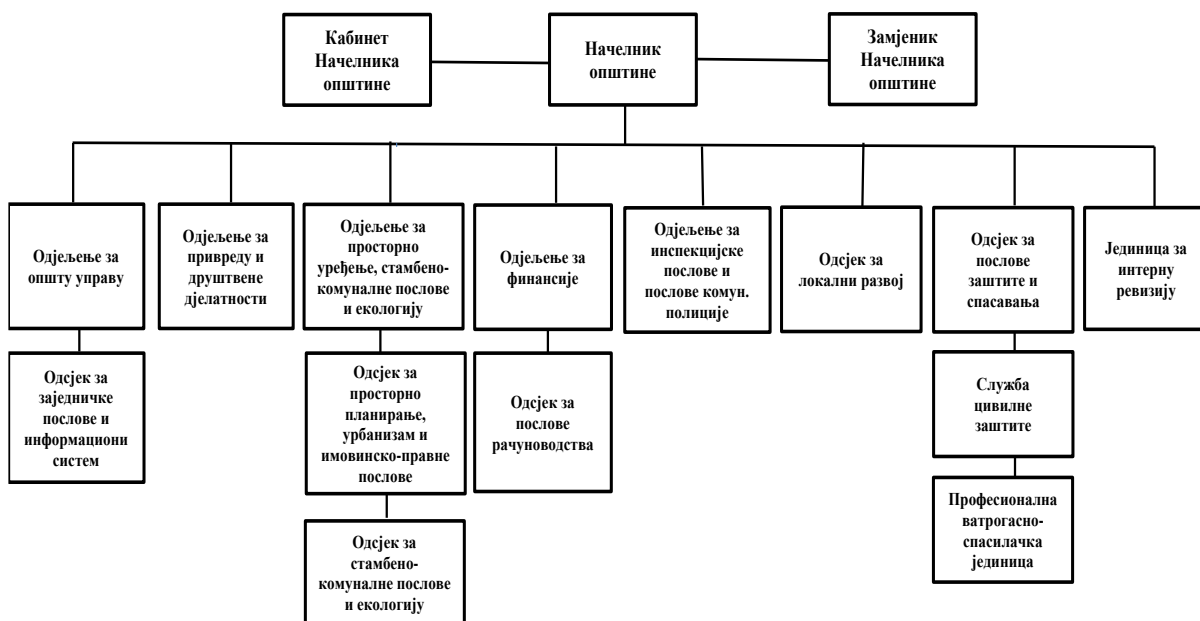 Кабинет
Начелника
општине
Начелник
општине
Замјеник
Начелника
општине
Одјељење за
општу управу
Одјељење за
привреду и
друштвене
дјелатности
Одјељење за
просторно
уређење, стамбено-
комуналне послове
и екологију
Одјељење за
финансије
Одјељење за
инспекцијске
послове и
послове комун.
полиције
Одсјек за
локални развој
Одсјек за
послове
заштите и
спасавања
Јединица за
интерну
ревизију
Одсјек за
заједничке
послове и
информациони
систем
Одсјек за
просторно
планирање,
урбанизам и
имовинско-правне
послове
Одсјек за
послове
рачуноводства
Служба
цивилне
заштите
Одсјек за
стамбено-
комуналне послове
и екологију
Професионална
ватрогасно-
спасилачка
јединица